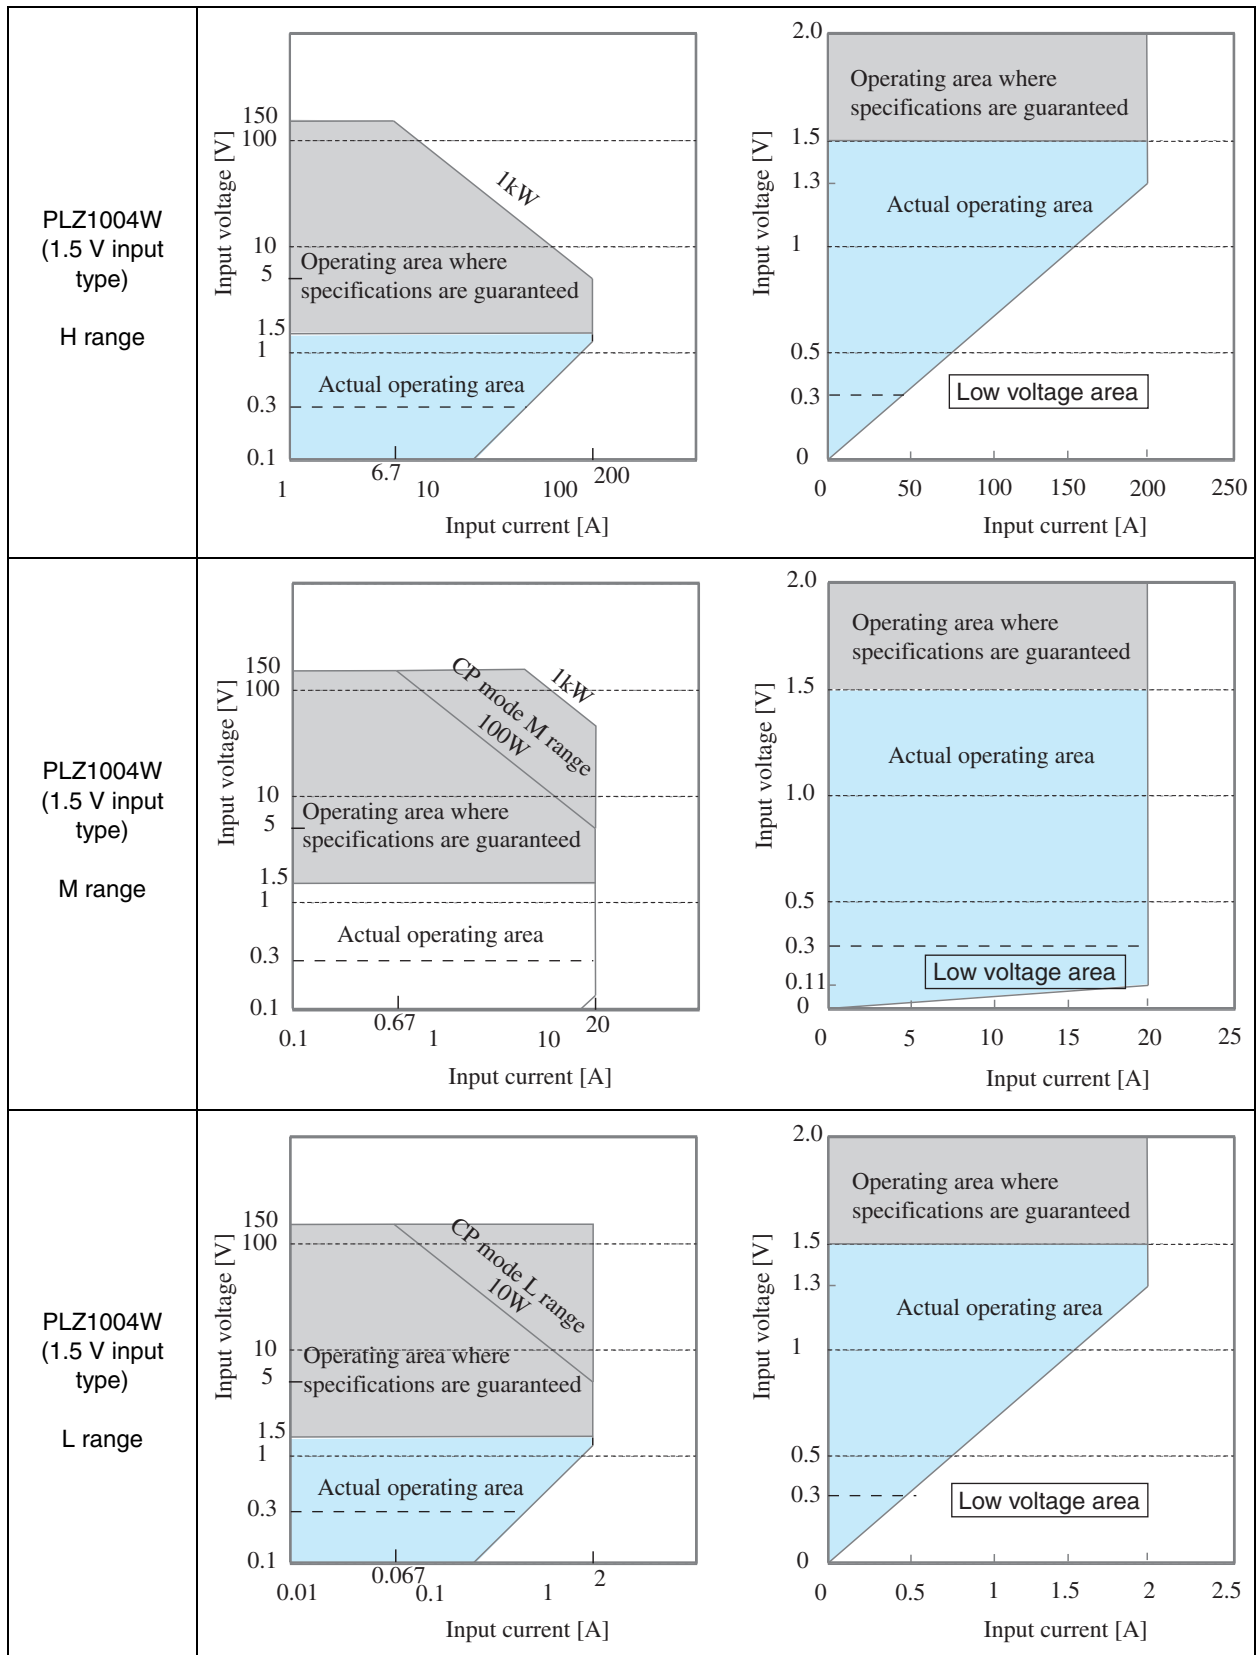 PLZ1004W
(1.5 V input
type)
H range
Input voltage [V]
150
100
10
5
1.5
1
0.3
0.1
1kW
Operating area where
specifications are guaranteed
Actual operating area
1
6.7
10
100
200
Input current [A]
Input voltage [V]
2.0
1.5
1.3
1
0.5
0.3
0
Operating area where
specifications are guaranteed
Actual operating area
Low voltage area
0
50
100
150
200
250
Input current [A]
PLZ1004W
(1.5 V input
type)
M range
Input voltage [V]
150
100
10
5
1.5
1
0.3
0.1
CP mode M range
100W
1kW
Operating area where
specifications are guaranteed
Actual operating area
0.1
0.67
1
10
20
Input current [A]
Input voltage [V]
2.0
1.5
1.0
0.5
0.3
0.11
0
Operating area where
specifications are guaranteed
Actual operating area
Low voltage area
0
5
10
15
20
25
Input current [A]
PLZ1004W
(1.5 V input
type)
L range
Input voltage [V]
150
100
10
5
1.5
1
0.3
0.1
CP mode L range
10W
Operating area where
specifications are guaranteed
Actual operating area
0.01
0.067
0.1
1
2
Input current [A]
Input voltage [V]
2.0
1.5
1.3
1
0.5
0.3
0
Operating area where
specifications are guaranteed
Actual operating area
Low voltage area
0
0.5
1
1.5
2
2.5
Input current [A]